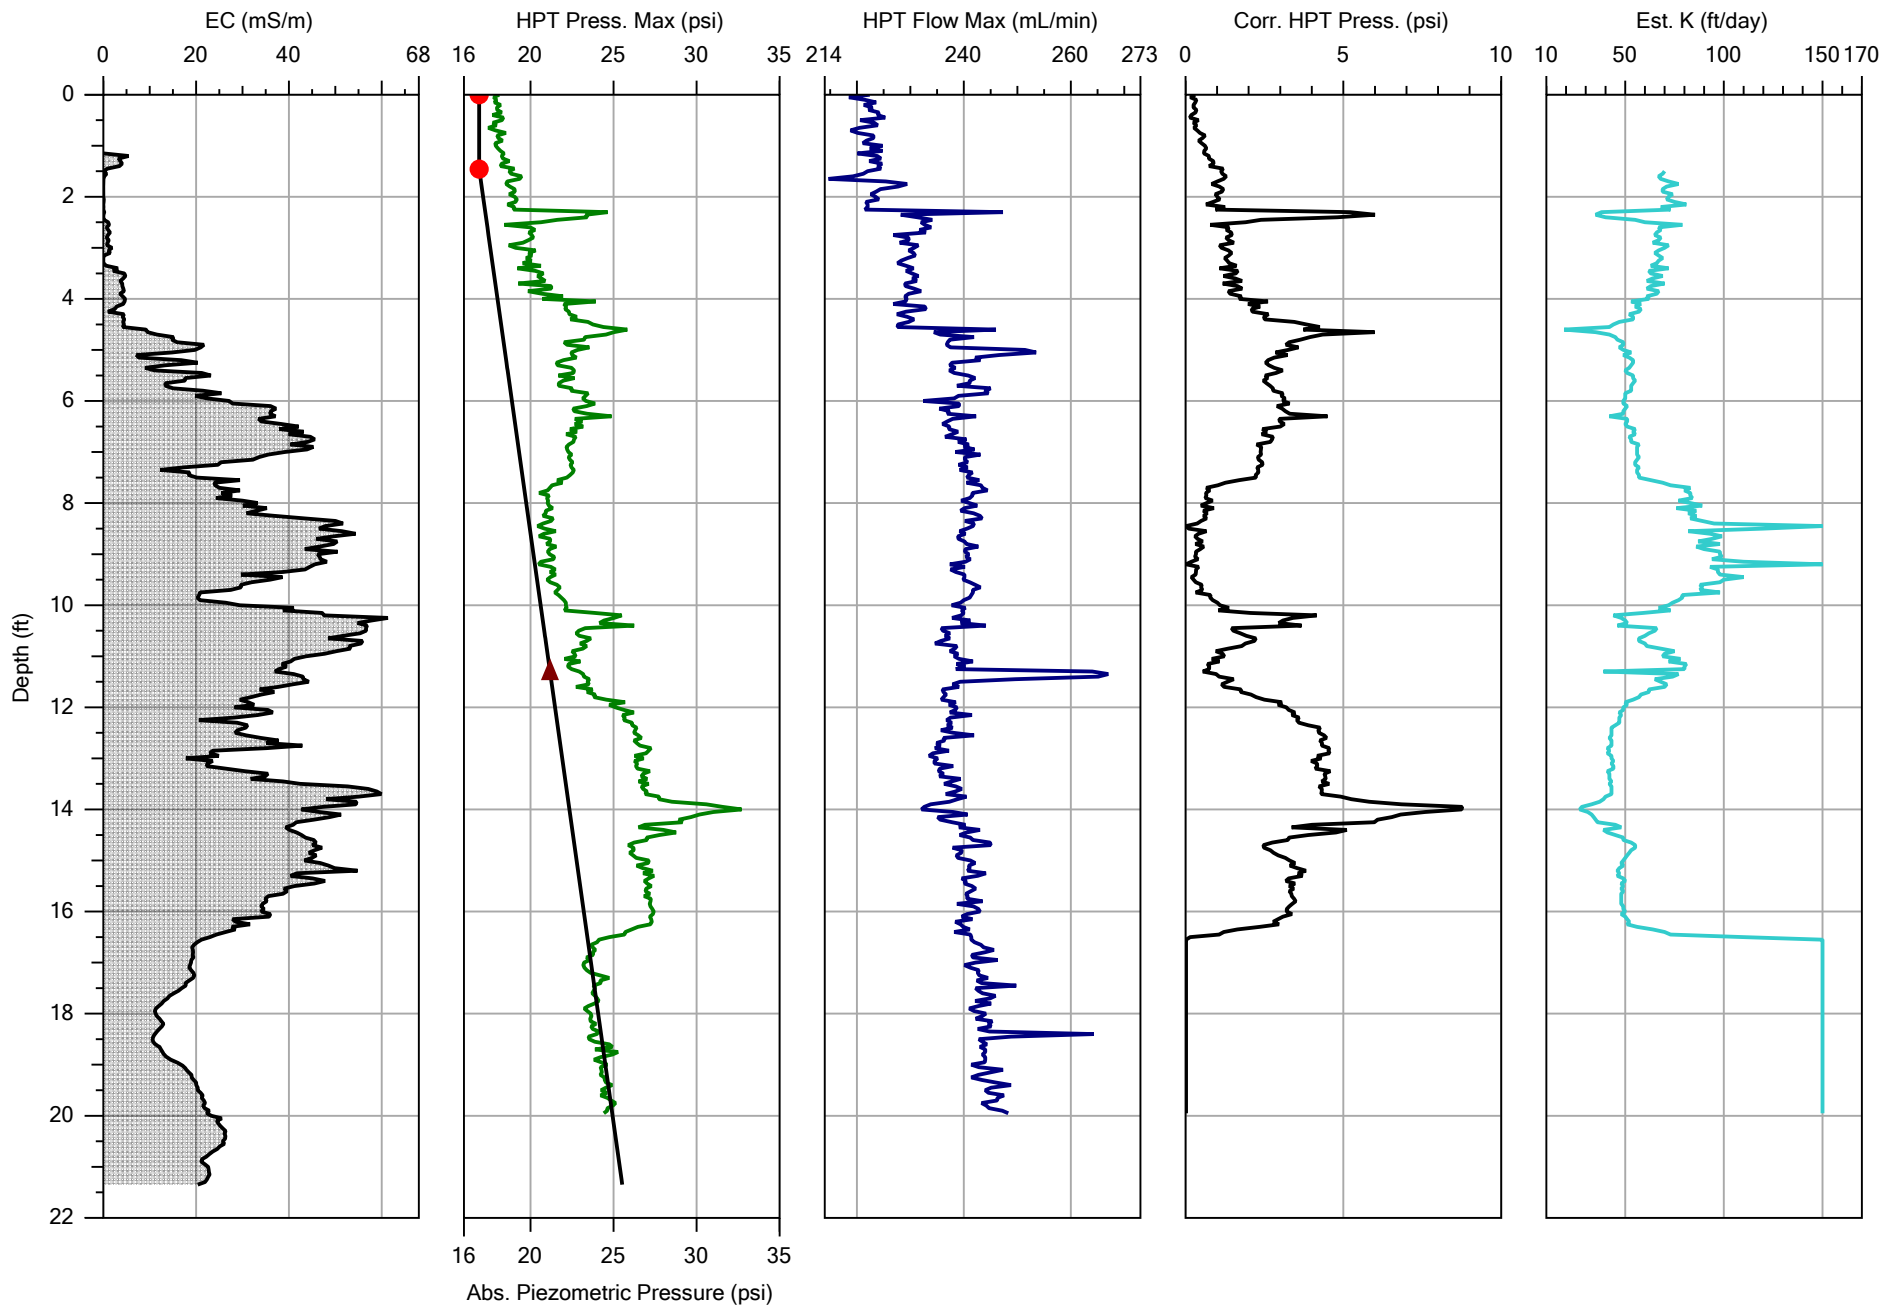 EC (mS/m) HPT Press. Max (psi) HPT Flow Max (mL/min) Corr. HPT Press. (psi) Est. K (ft/day)
0 20 40 68 16 20 25 30 35 214 240 260 273 0 5 10 10 50 100 150 170
0
2
4
6
8
10
12
14
16
18
20
22
Depth (ft)
16 20 25 30 35
Abs. Piezometric Pressure (psi)